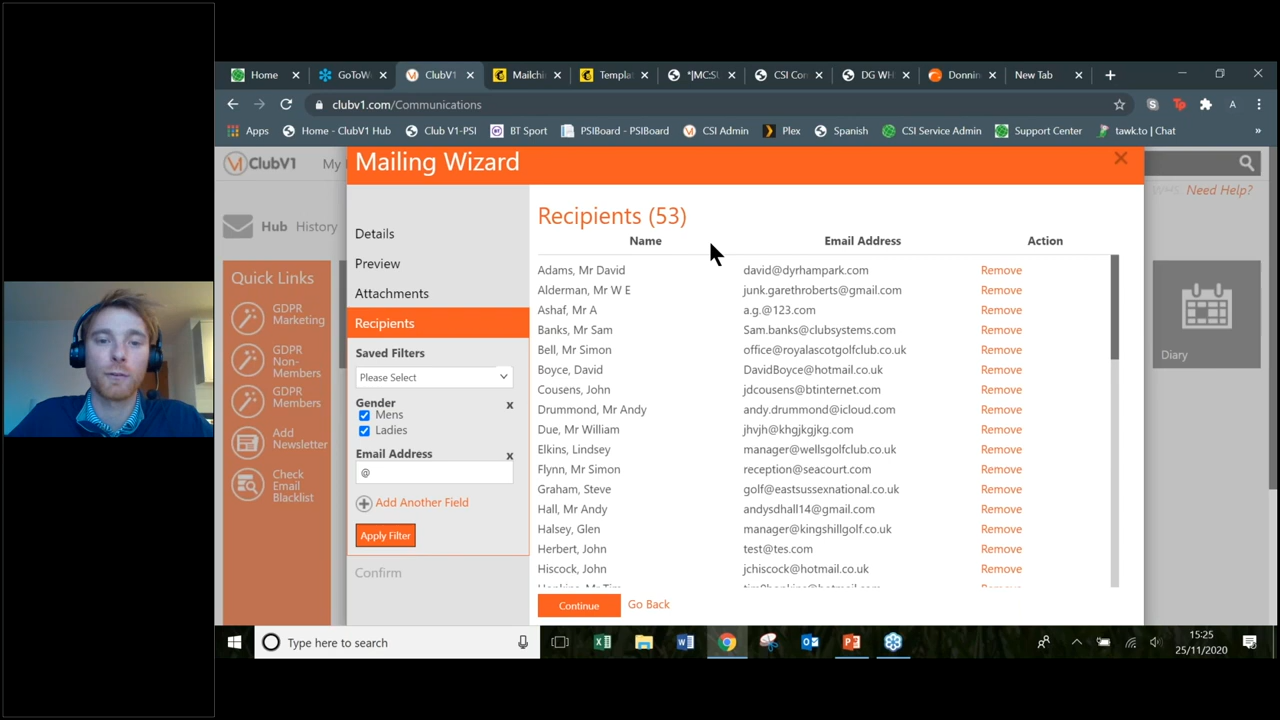 Home
GoToW
ClubV1
Mailchi
Templa
*|MC:SU
CSI Con
DG WH
Donnin
New Tab
clubv1.com/Communications
A
Apps
Home - ClubV1 Hub
Club V1-PSI
BT Sport
PSIBoard - PSIBoard
CSI Admin
Plex
Spanish
CSI Service Admin
Support Center
tawk.to | Chat
»
ClubV1
My
Mailing Wizard
WHS
Need Help?
Hub
History
Quick Links
GDPR
Marketing
GDPR
Non-
Members
GDPR
Members
Add
Newsletter
Check
Email
Blacklist
Details
Preview
Attachments
Recipients
Saved Filters
Please Select
Gender x
Mens
Ladies
Email Address x
@
Add Another Field
Apply Filter
Confirm
Recipients (53)
Name Email Address Action
Adams, Mr David david@dyrhampark.com Remove
Alderman, Mr W E junk.garethroberts@gmail.com Remove
Ashaf, Mr A a.g.@123.com Remove
Banks, Mr Sam Sam.banks@clubsystems.com Remove
Bell, Mr Simon office@royalascotgolfclub.co.uk Remove
Boyce, David DavidBoyce@hotmail.co.uk Remove
Cousens, John jdcousens@btinternet.com Remove
Drummond, Mr Andy andy.drummond@icloud.com Remove
Due, Mr William jhvjh@khgjkgjkg.com Remove
Elkins, Lindsey manager@wellsgolfclub.co.uk Remove
Flynn, Mr Simon reception@seacourt.com Remove
Graham, Steve golf@eastsussexnational.co.uk Remove
Hall, Mr Andy andysdhall14@gmail.com Remove
Halsey, Glen manager@kingshillgolf.co.uk Remove
Herbert, John test@tes.com Remove
Hiscock, John jchiscock@hotmail.co.uk Remove
Continue
Go Back
Diary
Type here to search
15:25
25/11/2020